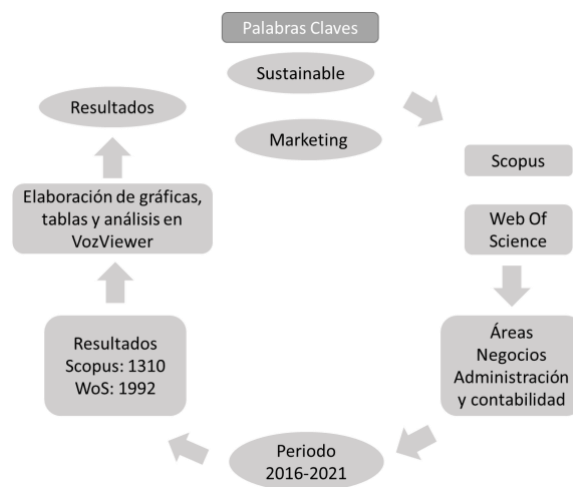 Palabras Claves
Sustainable
Marketing
Scopus
Web Of
Science
Áreas
Negocios
Administración
y contabilidad
Periodo
2016-2021
Resultados
Scopus: 1310
WoS: 1992
Elaboración de gráficas,
tablas y análisis en
VozViewer
Resultados